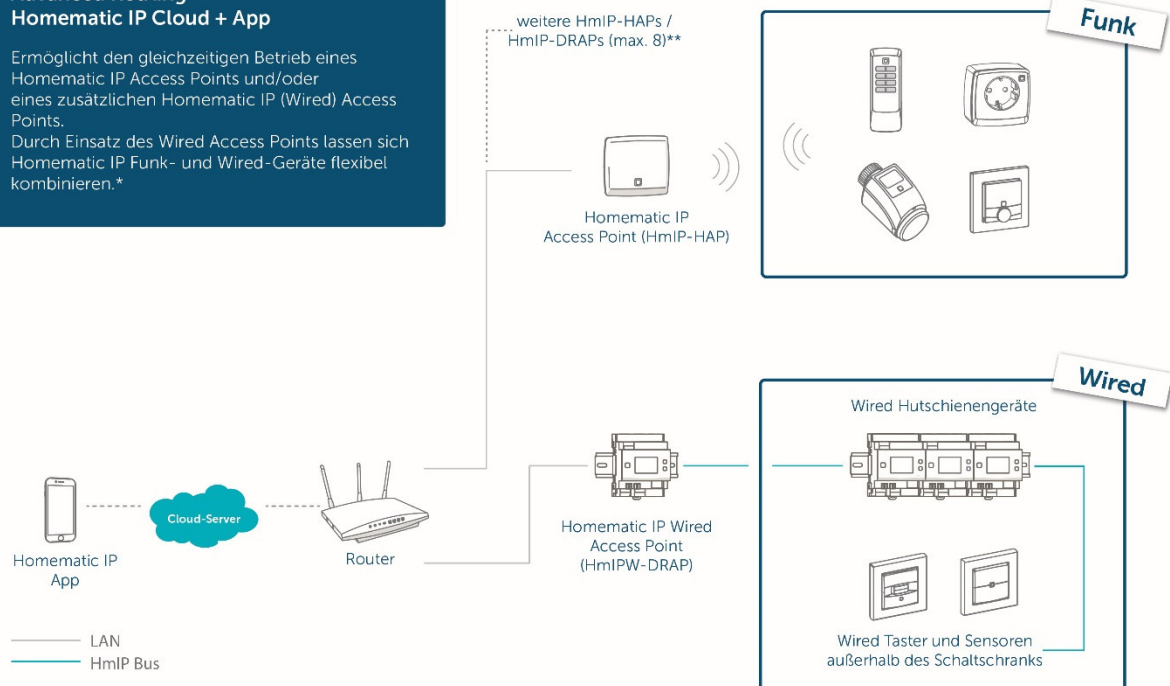 Homematic IP Cloud + App
Ermöglicht den gleichzeitigen Betrieb eines
Homematic IP Access Points und/oder
eines zusätzlichen Homematic IP (Wired) Access
Points.
Durch Einsatz des Wired Access Points lassen sich
Homematic IP Funk- und Wired-Geräte flexibel
kombinieren.*
weitere HmIP-HAPs /
HmIP-DRAPs (max. 8)**
Funk
Homematic IP
Access Point (HmIP-HAP)
Wired
Wired Hutschienengeräte
Cloud-Server
Homematic IP
App
Router
Homematic IP Wired
Access Point
(HmIPW-DRAP)
Wired Taster und Sensoren
außerhalb des Schaltschranks
LAN
HmIP Bus